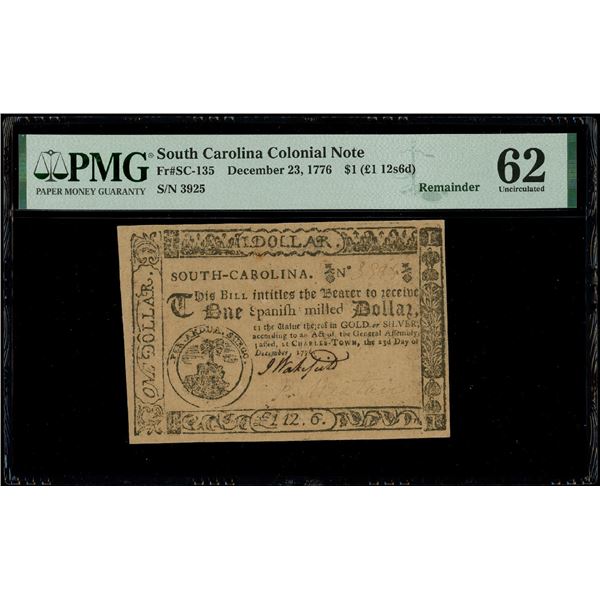 PMG
PAPER MONEY GUARANTY
South Carolina Colonial Note
Fr#SC-135 December 23, 1776 $1 (£1 12s6d)
S/N 3925
Remainder
62
Uncirculated
I. DOLLAR.
ONE DOLLAR.
SOUTH-CAROLINA. No
This BILL intitles the Bearer to receive
One Spanish milled Dollar,
or the Value thereof in GOLD or SILVER,
according to an Act of the General Assembly,
passed, at CHARLES-TOWN, the 23d Day of
December, 1776.
J Wakefield
£1 12. 6.